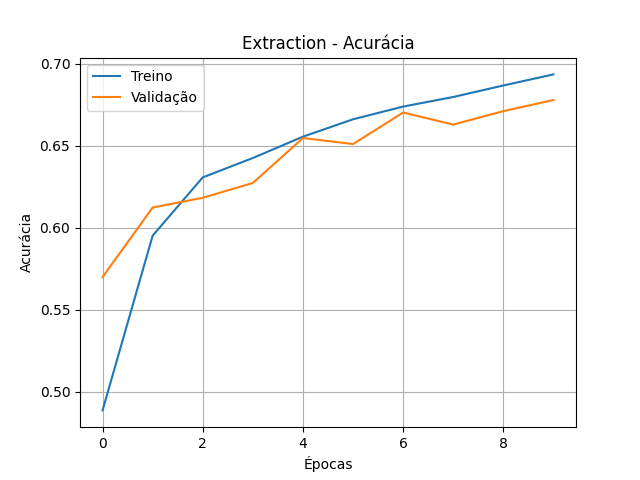 Extraction - Acurácia
Treino
Validação
0.70
0.65
0.60
0.55
0.50
Acurácia
0 2 4 6 8
Épocas